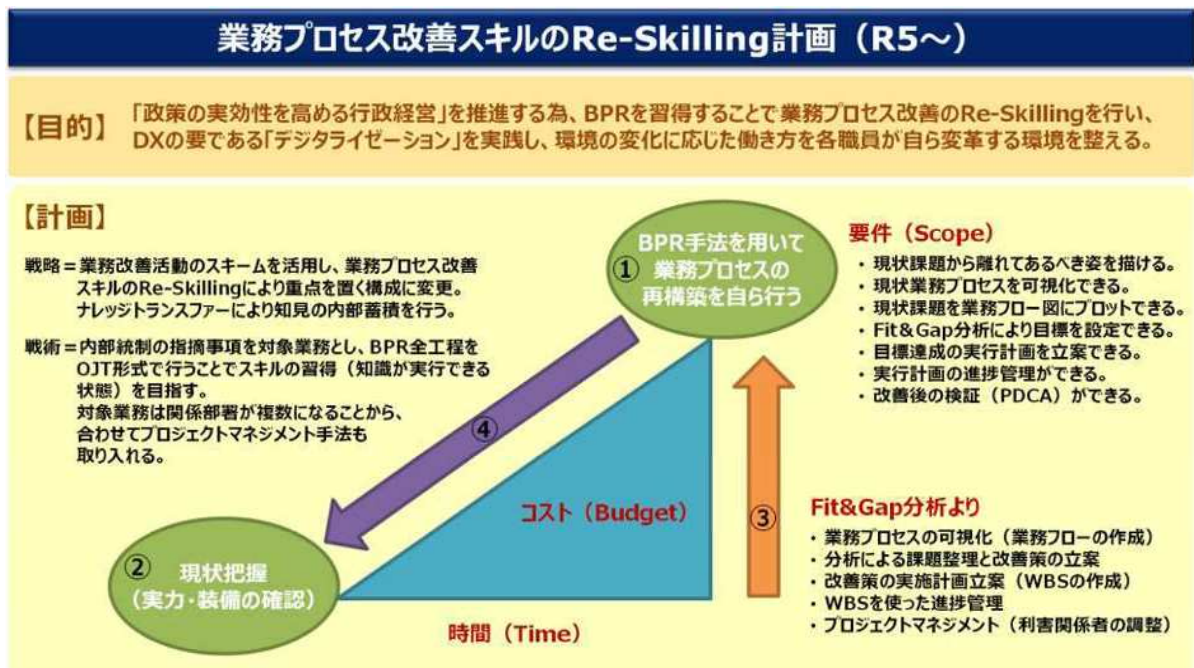 業務プロセス改善スキルのRe-Skilling計画（R5～）
【目的】
「政策の実効性を高める行政経営」を推進する為、BPRを習得することで業務プロセス改善のRe-Skillingを行い、
DXの要である「デジタライゼーション」を実践し、環境の変化に応じた働き方を各職員が自ら変革する環境を整える。
【計画】
戦略＝業務改善活動のスキームを活用し、業務プロセス改善
スキルのRe-Skillingにより重点を置く構成に変更。
ナレッジトランスファーにより知見の内部蓄積を行う。
戦術＝内部統制の指摘事項を対象業務とし、BPR全工程を
OJT形式で行うことでスキルの習得（知識が実行できる
状態）を目指す。
対象業務は関係部署が複数になることから、
合わせてプロジェクトマネジメント手法も
取り入れる。
①
BPR手法を用いて
業務プロセスの
再構築を自ら行う
要件（Scope）
・現状課題から離れてあるべき姿を描ける。
・現状業務プロセスを可視化できる。
・現状課題を業務フロー図にプロットできる。
・Fit&Gap分析により目標を設定できる。
・目標達成の実行計画を立案できる。
・実行計画の進捗管理ができる。
・改善後の検証（PDCA）ができる。
④
コスト（Budget）
③
②
現状把握
（実力・装備の確認）
時間（Time）
Fit&Gap分析より
・業務プロセスの可視化（業務フローの作成）
・分析による課題整理と改善策の立案
・改善策の実施計画立案（WBSの作成）
・WBSを使った進捗管理
・プロジェクトマネジメント（利害関係者の調整）